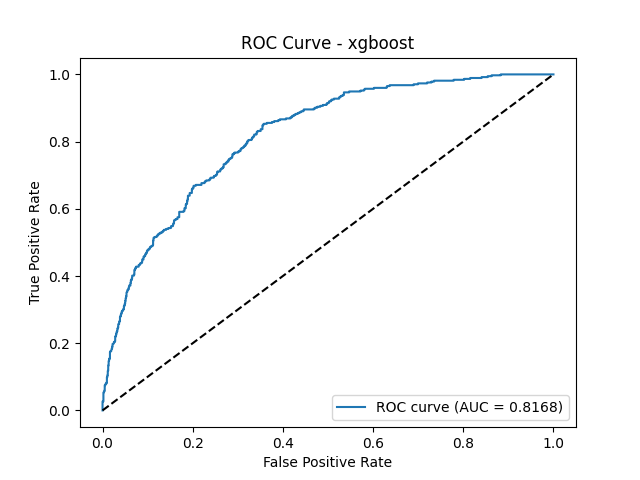 ROC Curve - xgboost
True Positive Rate
1.0
0.8
0.6
0.4
0.2
0.0
ROC curve (AUC = 0.8168)
0.0 0.2 0.4 0.6 0.8 1.0
False Positive Rate